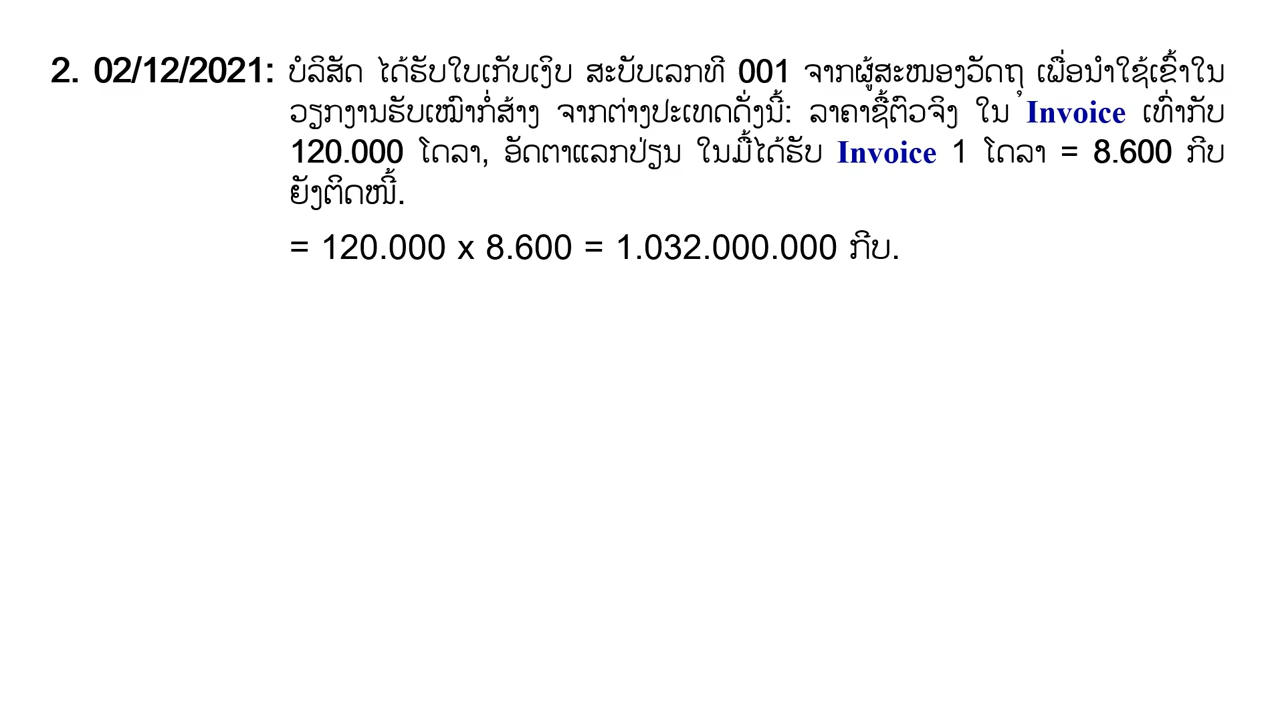 2. 02/12/2021: ບໍລິສັດ ໄດ້ຮັບໃບເກັບເງິບ ສະບັບເລກທີ 001 ຈາກຜູ້ສະໜອງວັດຖຸ ເພື່ອນຳໃຊ້ເຂົ້າໃນ
ວຽກງານຮັບເໝົາກໍ່ສ້າງ ຈາກຕ່າງປະເທດດັ່ງນີ້: ລາຄາຊື້ຕົວຈິງ ໃນ Invoice ເທົ່າກັບ
120.000 ໂດລາ, ອັດຕາແລກປ່ຽນ ໃນມື້ໄດ້ຮັບ Invoice 1 ໂດລາ = 8.600 ກີບ
ຍັງຕິດໜີ້.
= 120.000 x 8.600 = 1.032.000.000 ກີບ.